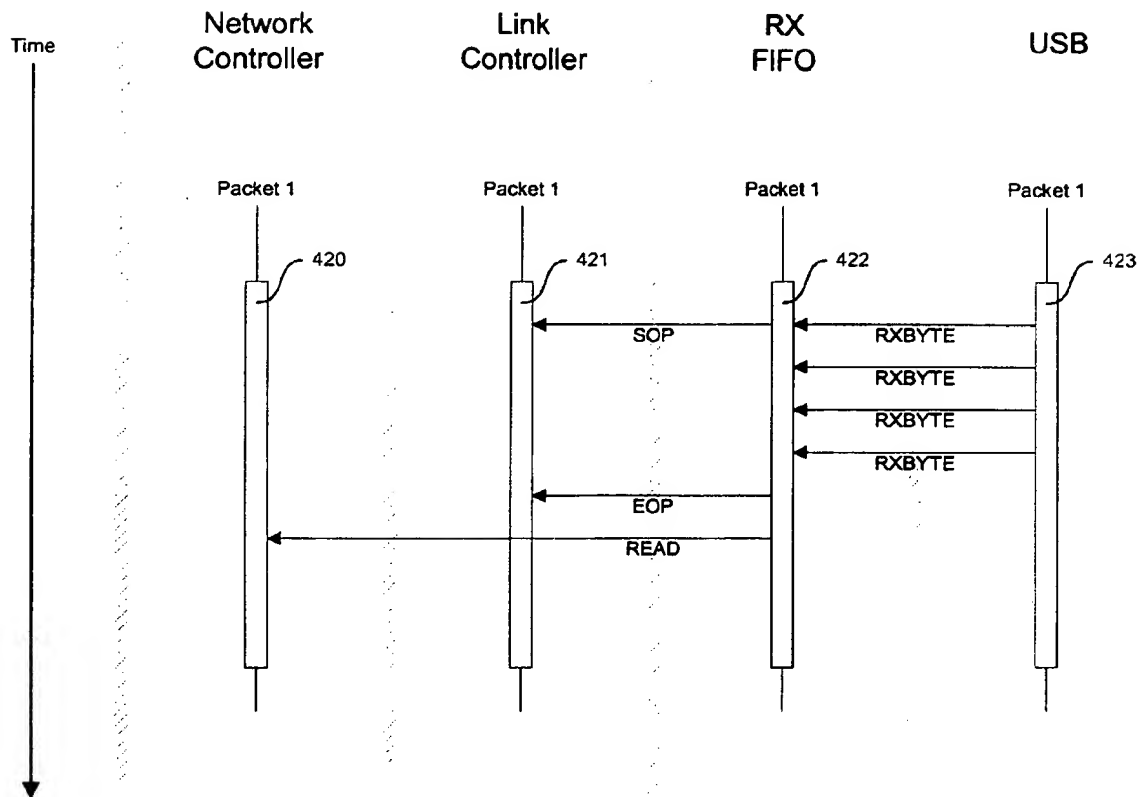 Time
Network
Controller
Link
Controller
RX
FIFO
USB
Packet 1
Packet 1
Packet 1
Packet 1
420
421
422
423
SOP
RXBYTE
RXBYTE
RXBYTE
RXBYTE
EOP
READ